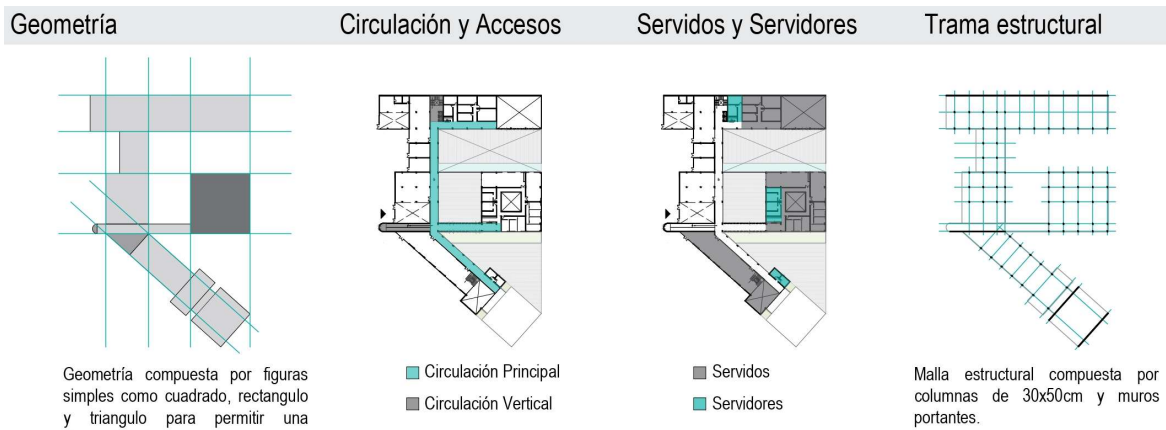 Geometría
Circulación y Accesos
Servidos y Servidores
Trama estructural
Geometría compuesta por figuras
simples como cuadrado, rectangulo
y triangulo para permitir una
Circulación Principal
Circulación Vertical
Servidos
Servidores
Malla estructural compuesta por
columnas de 30x50cm y muros
portantes.